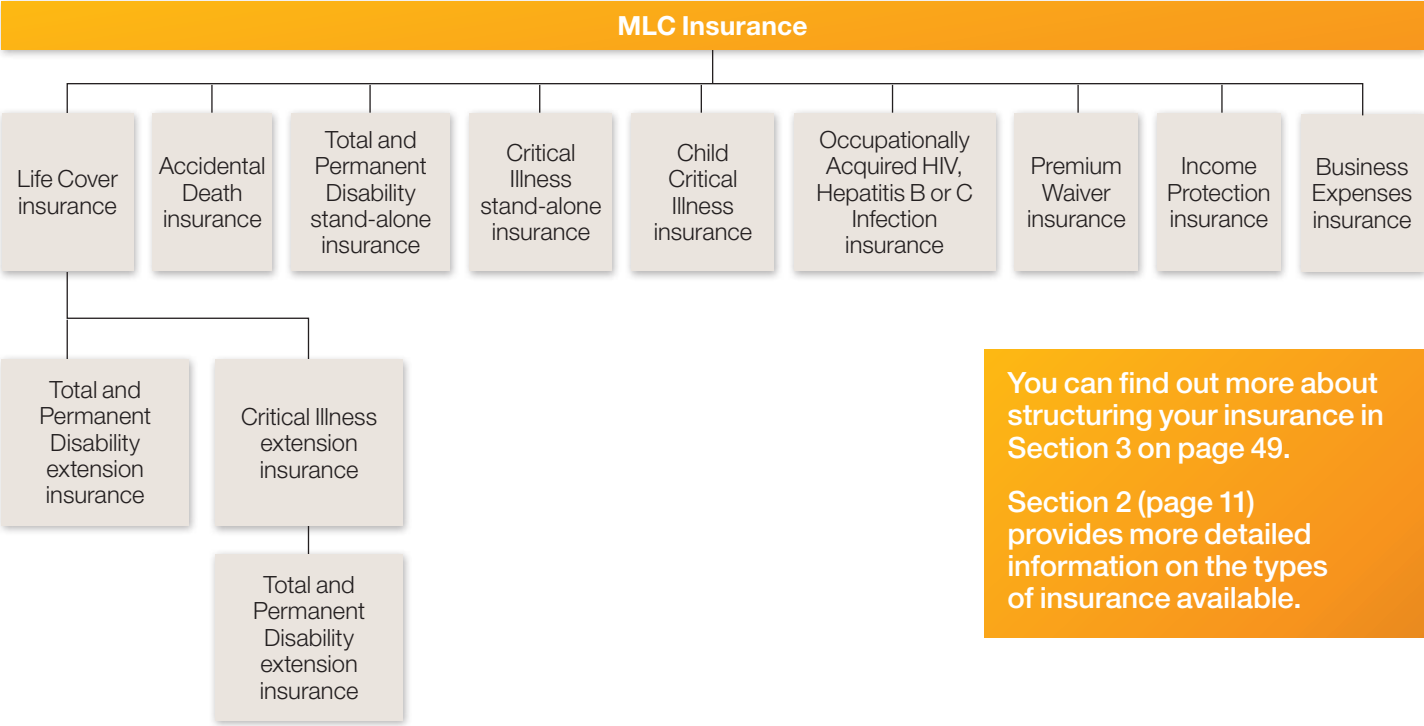 MLC Insurance
Life Cover
insurance
Accidental
Death
insurance
Total and
Permanent
Disability
stand-alone
insurance
Critical
Illness
stand-alone
insurance
Child
Critical
Illness
insurance
Occupationally
Acquired HIV,
Hepatitis B or C
Infection
insurance
Premium
Waiver
insurance
Income
Protection
insurance
Business
Expenses
insurance
Total and
Permanent
Disability
extension
insurance
Critical Illness
extension
insurance
Total and
Permanent
Disability
extension
insurance
You can find out more about
structuring your insurance in
Section 3 on page 49.
Section 2 (page 11)
provides more detailed
information on the types
of insurance available.